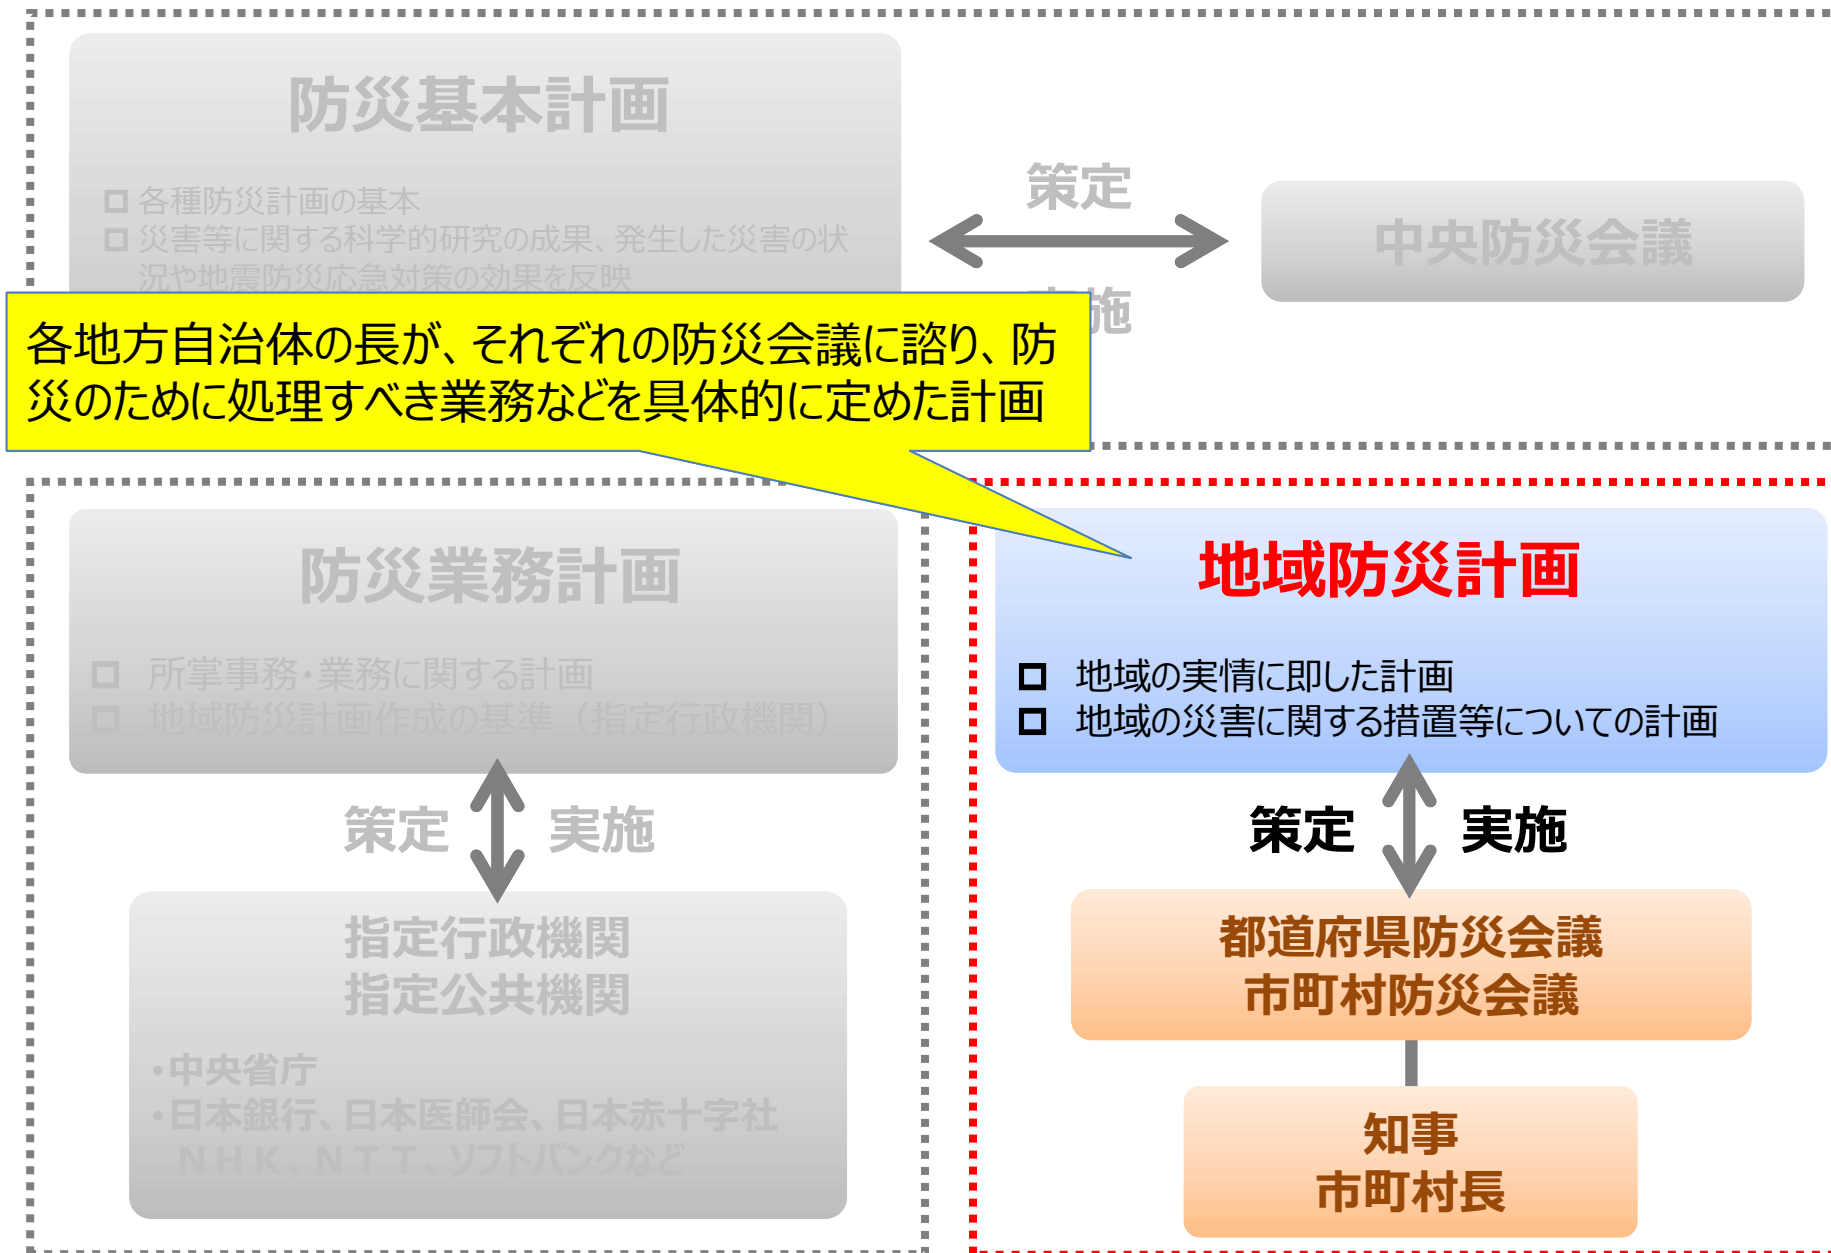 防災基本計画
各種防災計画の基本
災害等に関する科学的研究の成果、発生した災害の状
況や地震防災応急対策の効果を反映
策定
実施
中央防災会議
各地方自治体の長が、それぞれの防災会議に諮り、防
災のために処理すべき業務などを具体的に定めた計画
防災業務計画
所掌事務・業務に関する計画
地域防災計画作成の基準（指定行政機関）
策定 実施
指定行政機関
指定公共機関
・中央省庁
・日本銀行、日本医師会、日本赤十字社
ＮＨＫ、ＮＴＴ、ソフトバンクなど
地域防災計画
地域の実情に即した計画
地域の災害に関する措置等についての計画
策定 実施
都道府県防災会議
市町村防災会議
知事
市町村長